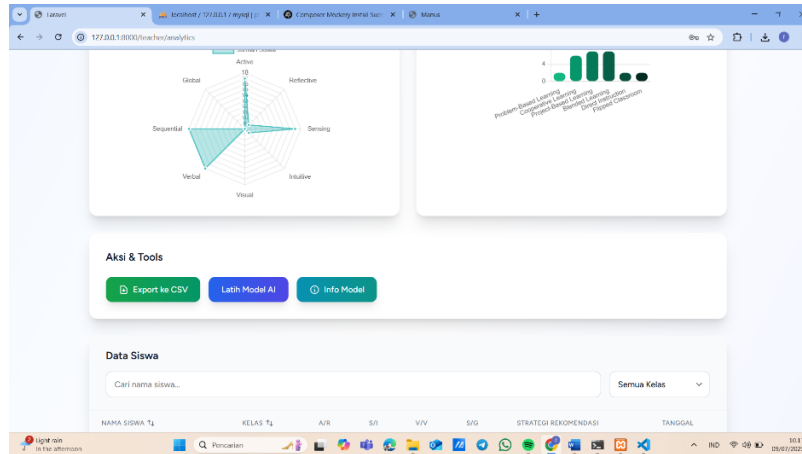 Laravel
localhost / 127.0.0.1 / mysql | p
Manus
127.0.0.1:8000/teacher/analytics
Active
10
Global
Reflective
Sequential
Sensing
Verbal
Intuitive
Visual
4
0
Problem-Based Learning
Cooperative Learning
Project-Based Learning
Blended Learning
Direct Instruction
Flipped Classroom
Aksi & Tools
Export ke CSV
Latih Model AI
Info Model
Data Siswa
Cari nama siswa...
Semua Kelas
NAMA SISWA
KELAS
A/R
S/I
V/V
S/G
STRATEGI REKOMENDASI
TANGGAL
Light rain
In the afternoon
Pencarian
IND